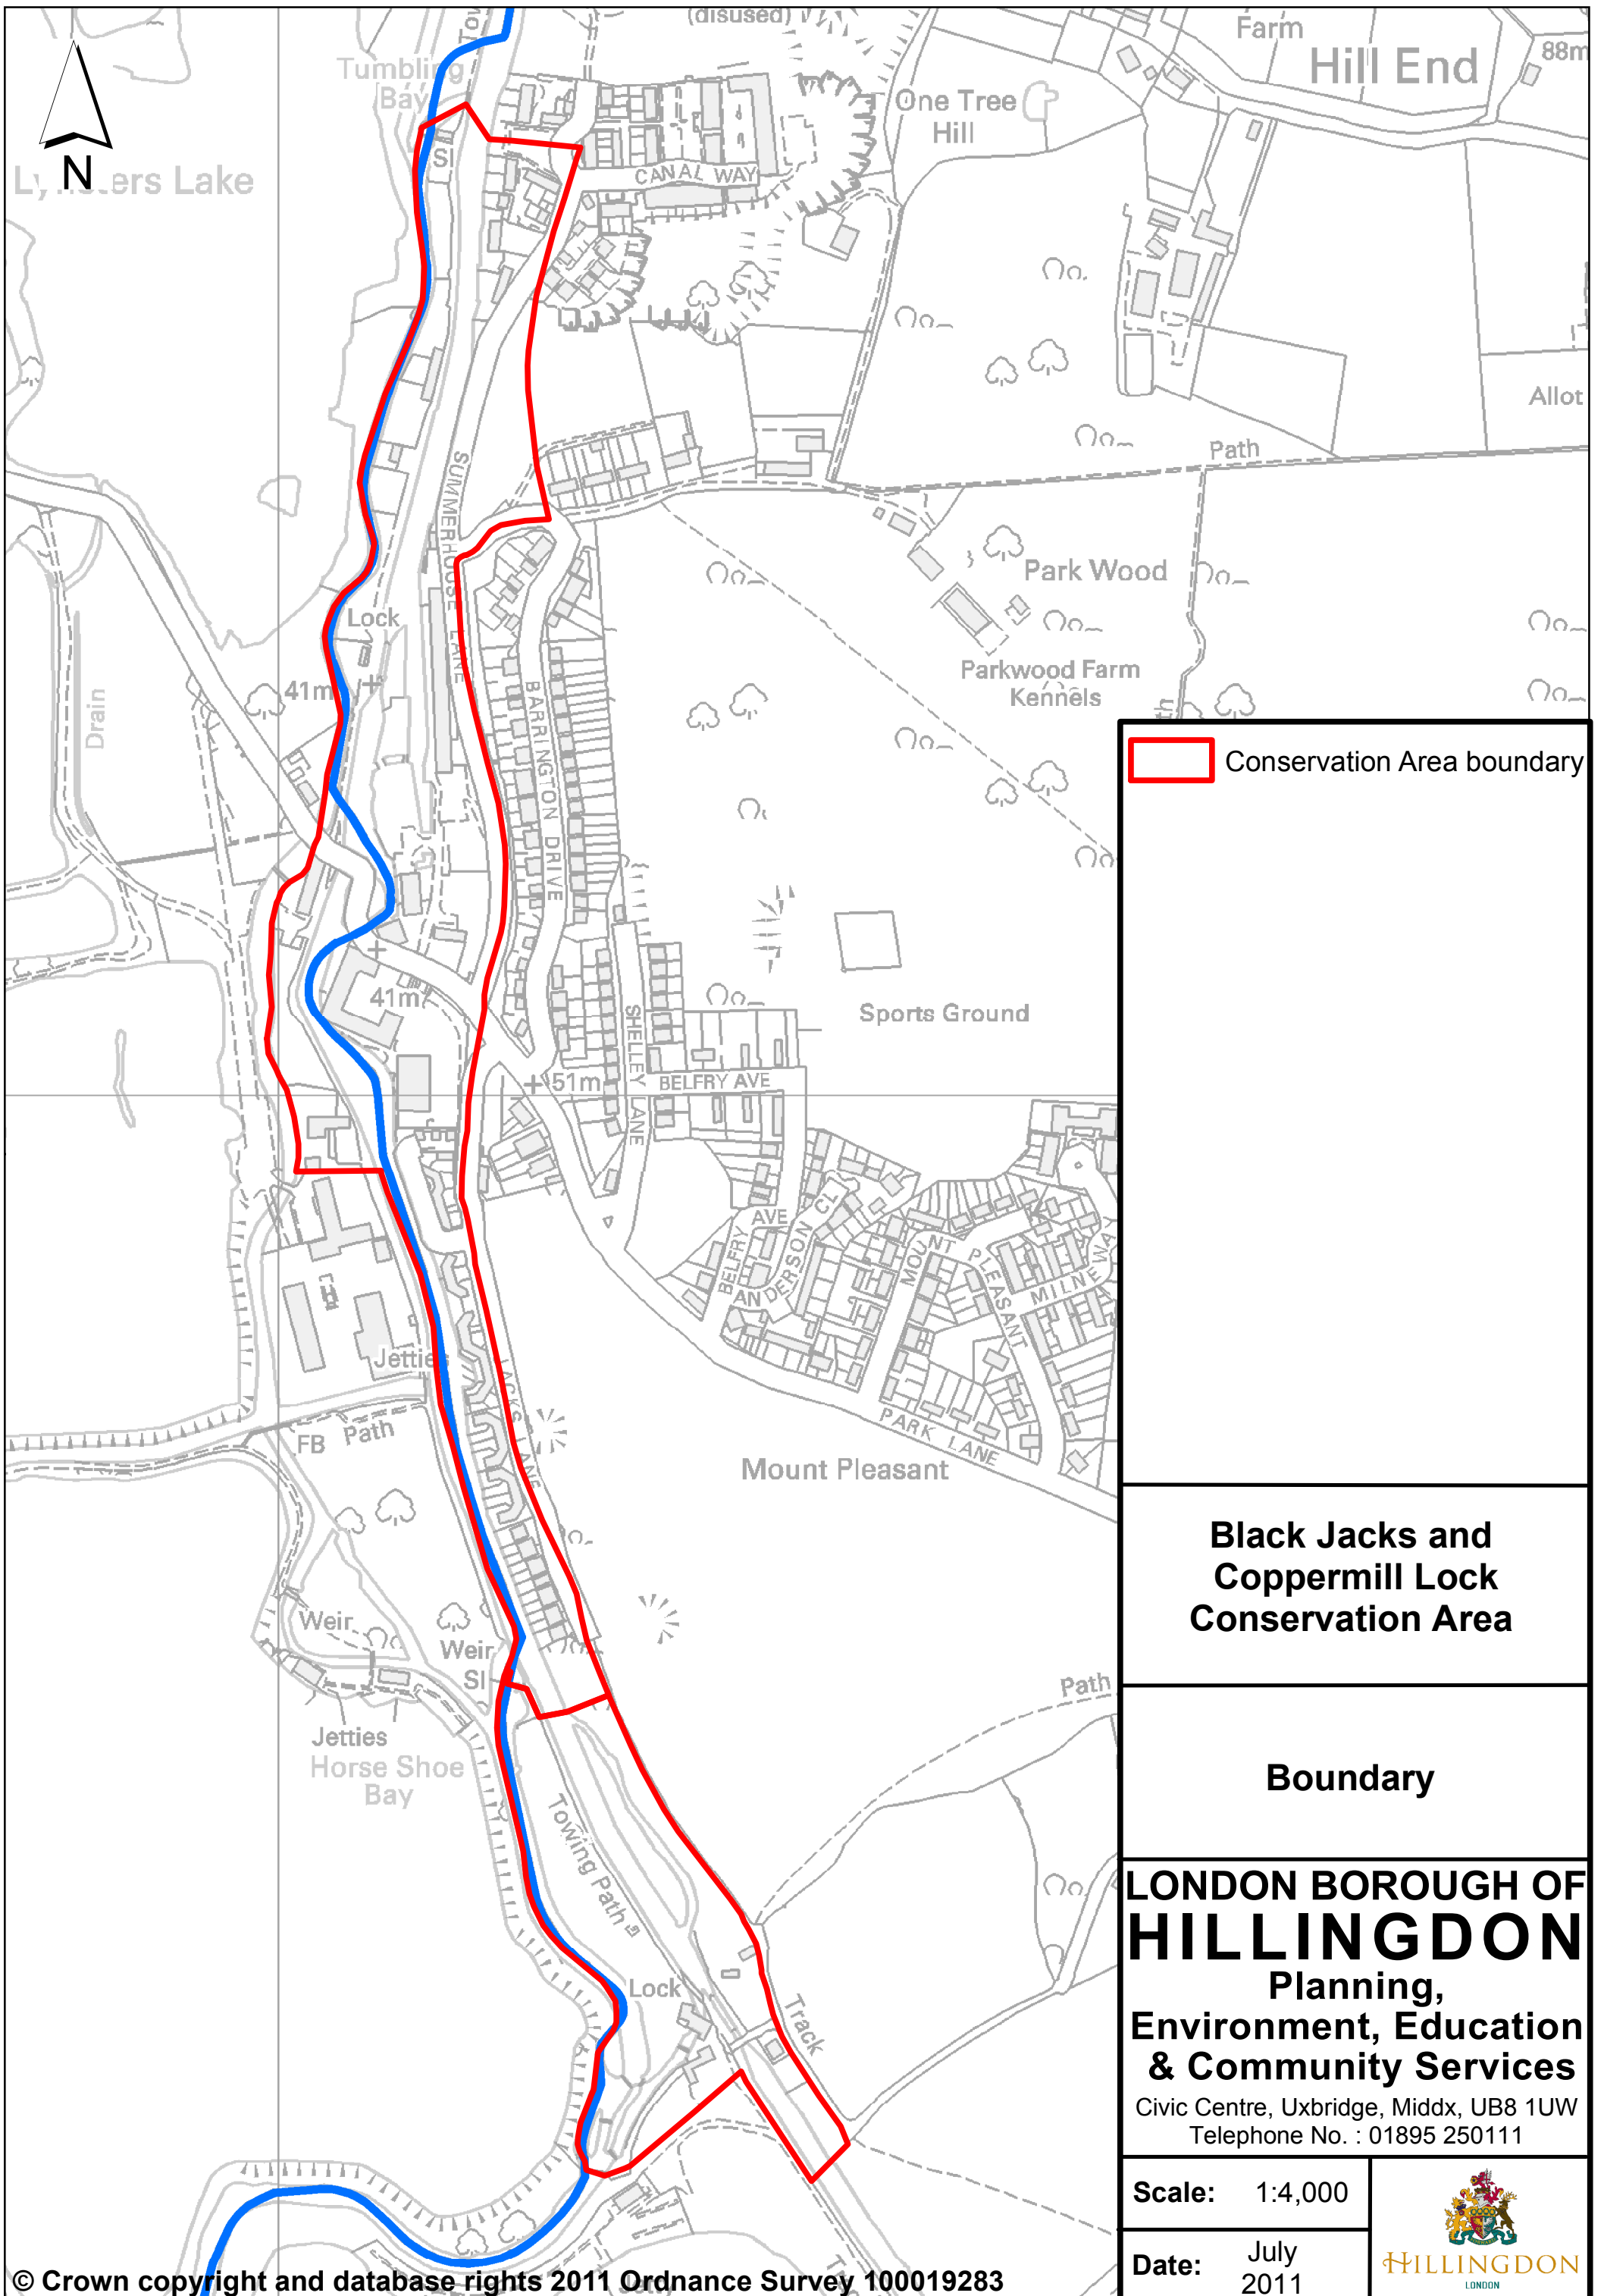 (disused)
Farm
Hill End
88m
Tumbling
Bay
One Tree
Hill
N
SI
CANAL WAY
Allot
Path
SUMMERHOUSE LANE
Park Wood
Lock
Parkwood Farm
Kennels
41m
Drain
BARRINGTON DRIVE
Conservation Area boundary
41m
SHELLEY LANE
Sports Ground
51m
BELFRY AVE
BELFRY AVE
ANDERSON CL
MOUNT PLEASANT
MILNE WAY
Jetties
JACKS LANE
FB
Path
PARK LANE
Mount Pleasant
Black Jacks and
Coppermill Lock
Conservation Area
Weir
Weir
SI
Path
Jetties
Horse Shoe
Bay
Boundary
Towing Path
LONDON BOROUGH OF
HILLINGDON
Planning,
Environment, Education
& Community Services
Civic Centre, Uxbridge, Middx, UB8 1UW
Telephone No. : 01895 250111
Lock
Track
Scale: 1:4,000
Date: July
2011
HILLINGDON
LONDON
© Crown copyright and database rights 2011 Ordnance Survey 100019283